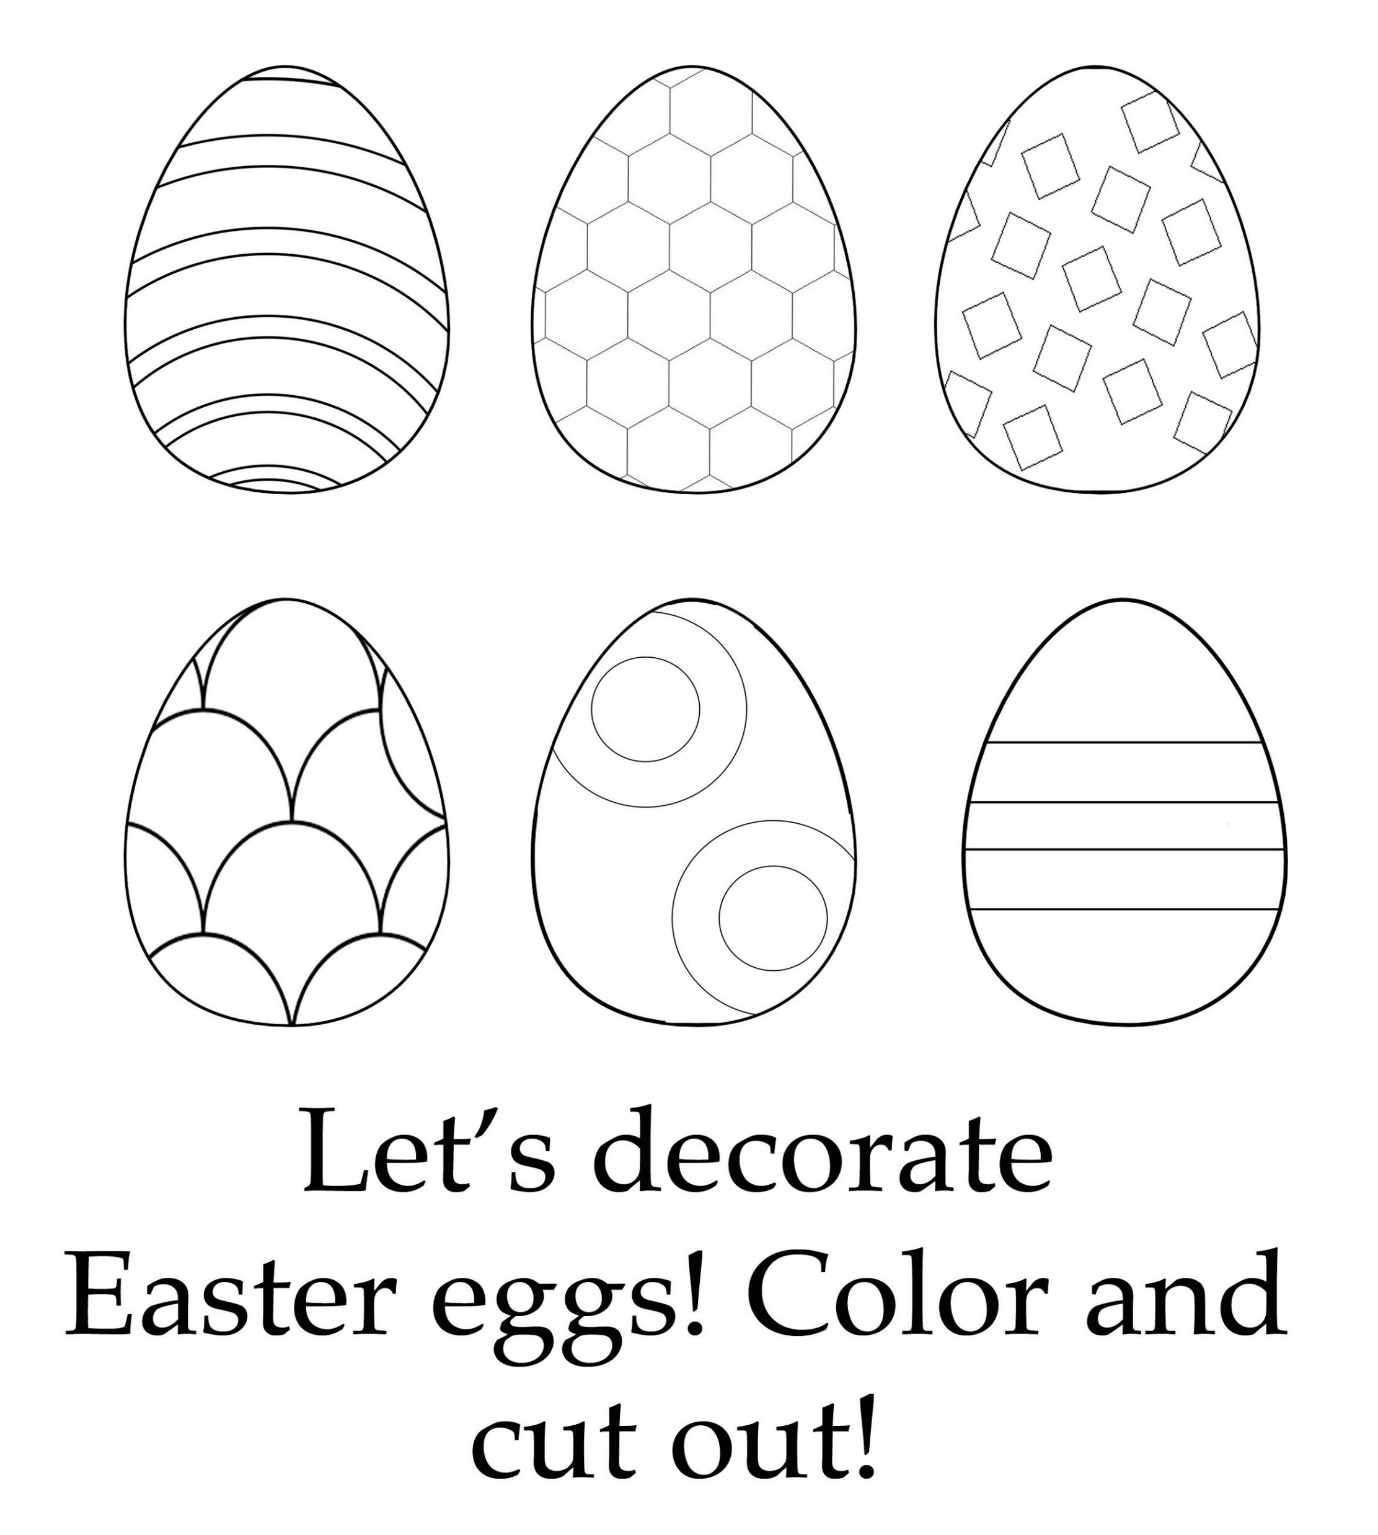 Let’s decorate
Easter eggs! Color and
cut out!